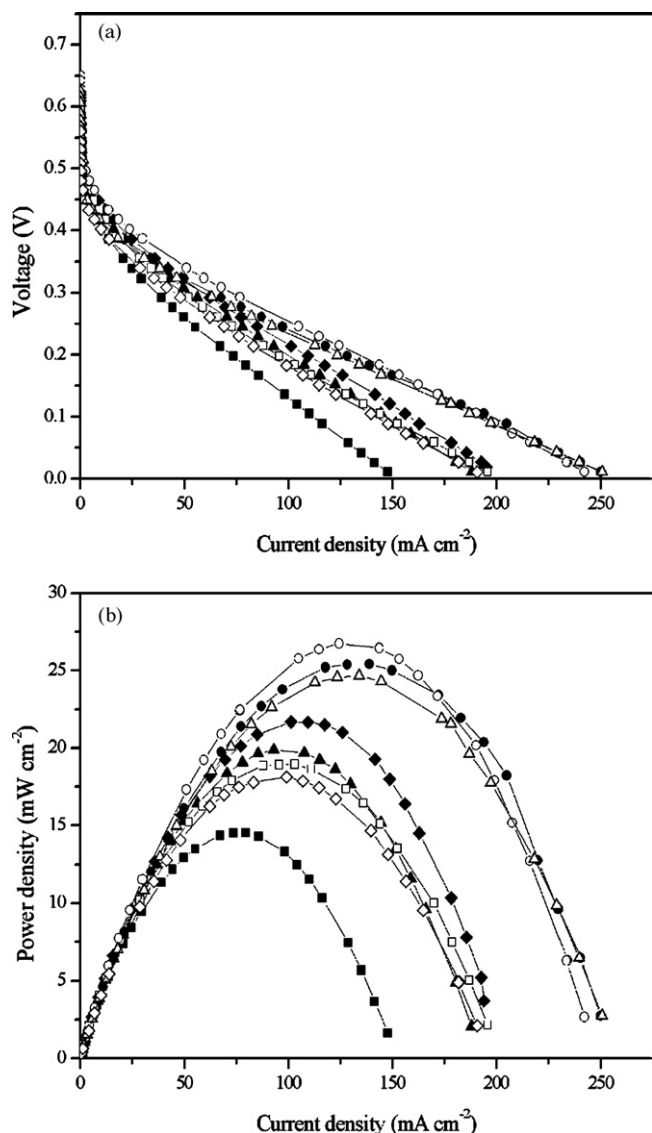 (a)
0.7
0.6
0.5
0.4
0.3
0.2
0.1
0.0
Voltage (V)
0 50 100 150 200 250
Current density (mA cm⁻²)
(b)
30
25
20
15
10
5
0
Power density (mW cm⁻²)
0 50 100 150 200 250
Current density (mA cm⁻²)